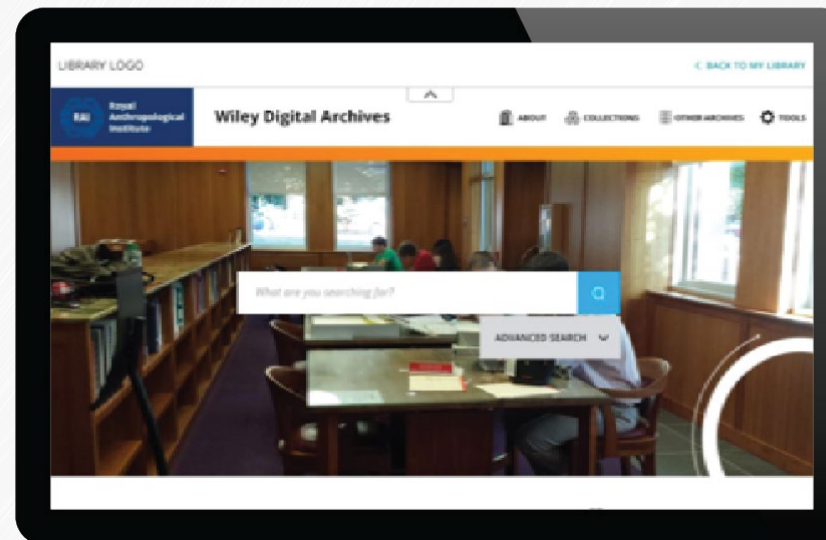 LIBRARY LOGO
BACK TO MY LIBRARY
RAI
Royal
Anthropological
Institute
Wiley Digital Archives
ABOUT
COLLECTIONS
OTHER ARCHIVES
TOOLS
What are you searching for?
ADVANCED SEARCH